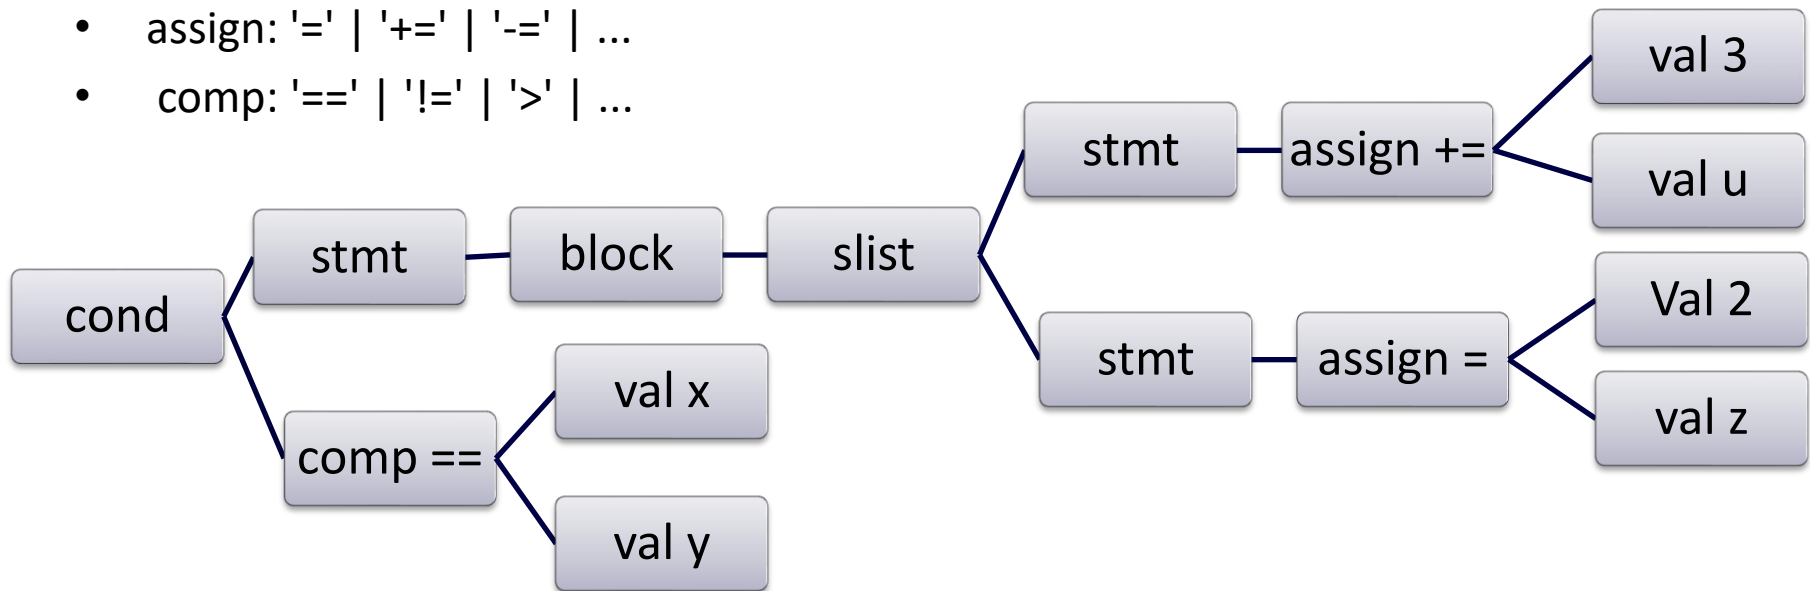 • assign: '=' | '+=' | '-=' | ...
• comp: '==' | '!=' | '>' | ...
val 3
stmt
assign +=
val u
stmt
block
slist
cond
Val 2
stmt
assign =
val z
val x
comp ==
val y